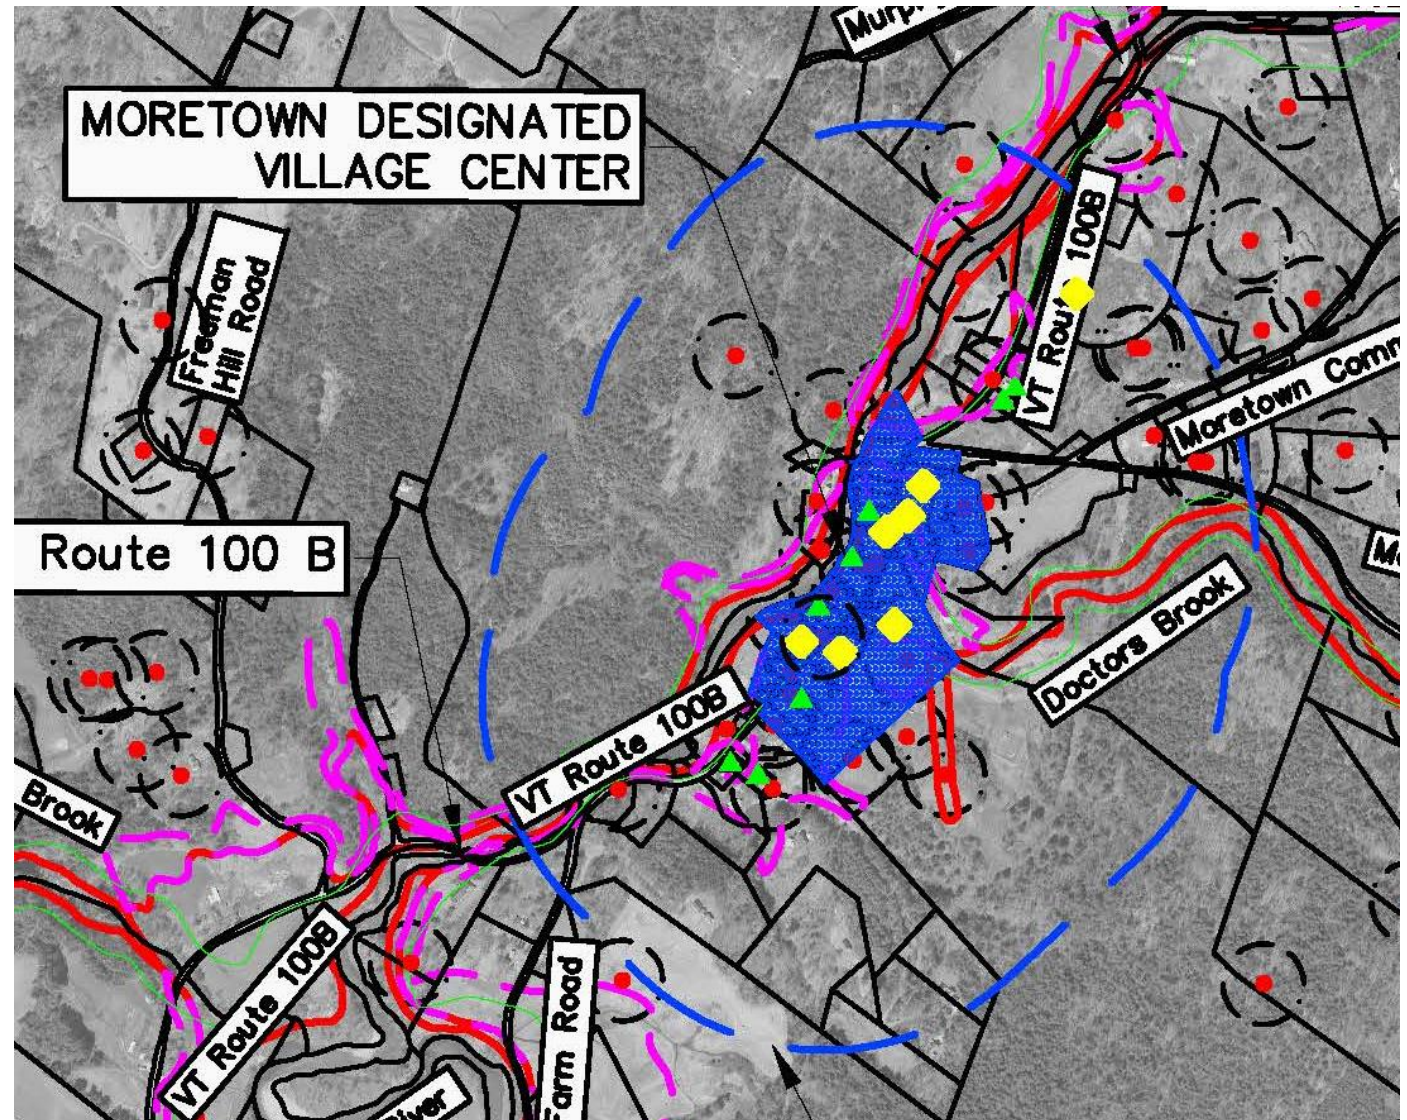 MORETOWN DESIGNATED
VILLAGE CENTER
Freeman
Hill Road
VT Route 100B
Moretown Comm
Route 100 B
Doctors Brook
VT Route 100B
Brook
VT Route 100B
Farm Road
River